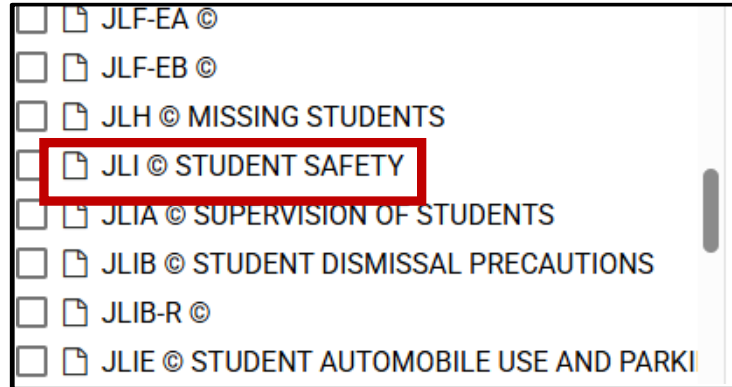 JLF-EA ©
JLF-EB ©
JLH © MISSING STUDENTS
JLI © STUDENT SAFETY
JLIA © SUPERVISION OF STUDENTS
JLIB © STUDENT DISMISSAL PRECAUTIONS
JLIB-R ©
JLIE © STUDENT AUTOMOBILE USE AND PARKI